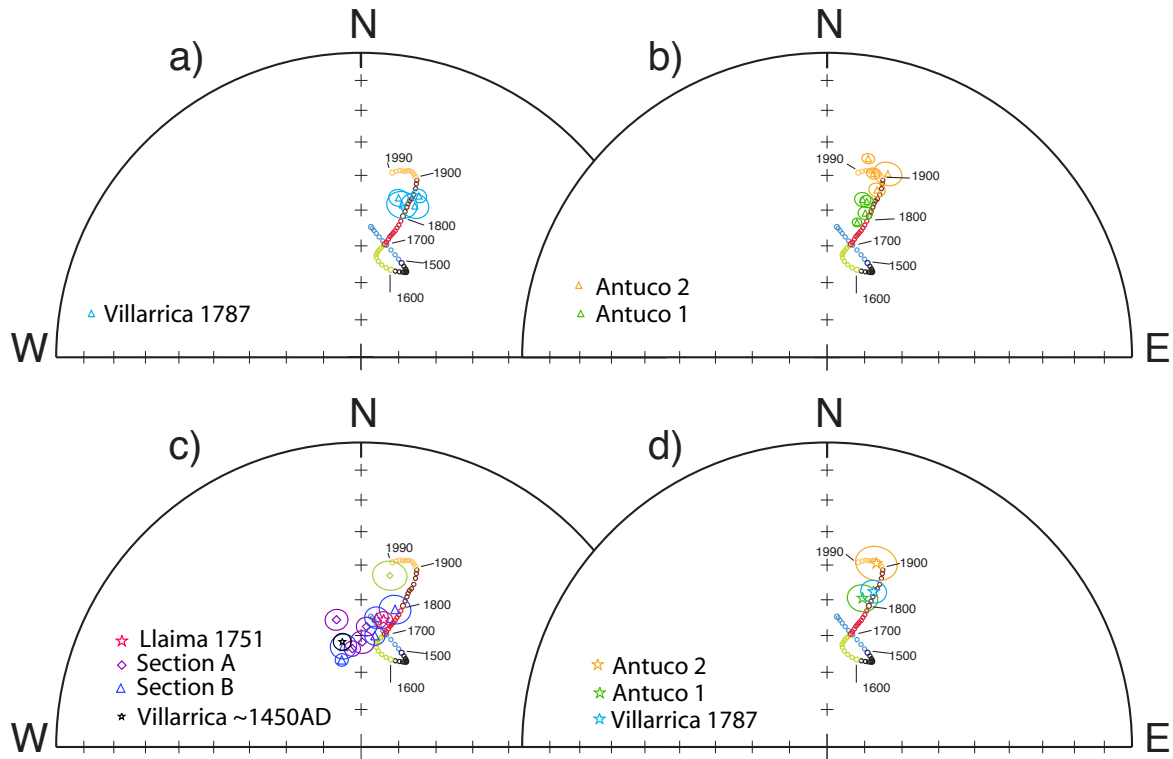 N
N
a)
b)
1990
1900
1800
1700
1500
1600
1990
1900
1800
1700
1500
1600
Villarrica 1787
Antuco 2
Antuco 1
W
E
N
N
c)
d)
1990
1900
1800
1700
1500
1600
1990
1900
1800
1700
1500
1600
Llaima 1751
Section A
Section B
Villarrica ~1450AD
Antuco 2
Antuco 1
Villarrica 1787
W
E